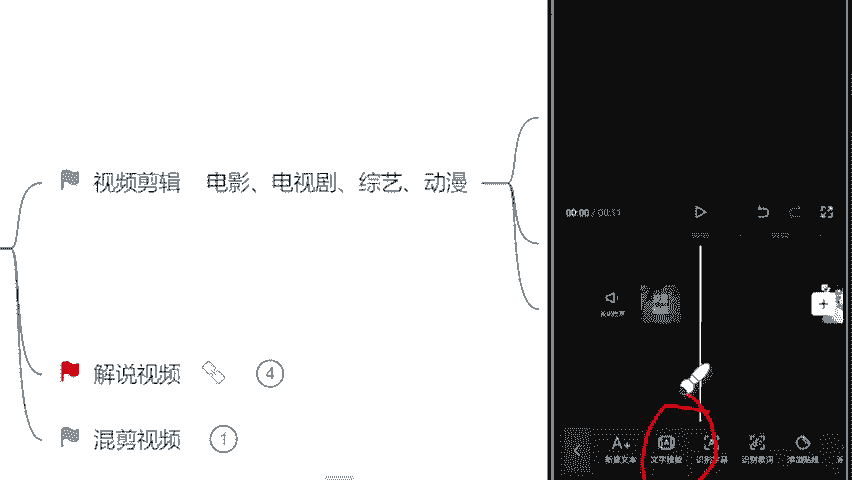 视频剪辑 电影、电视剧、综艺、动漫
解说视频 4
混剪视频 1
00:00 / 00:11
新建文本 文字模板 识别字幕 识别歌词 添加贴纸